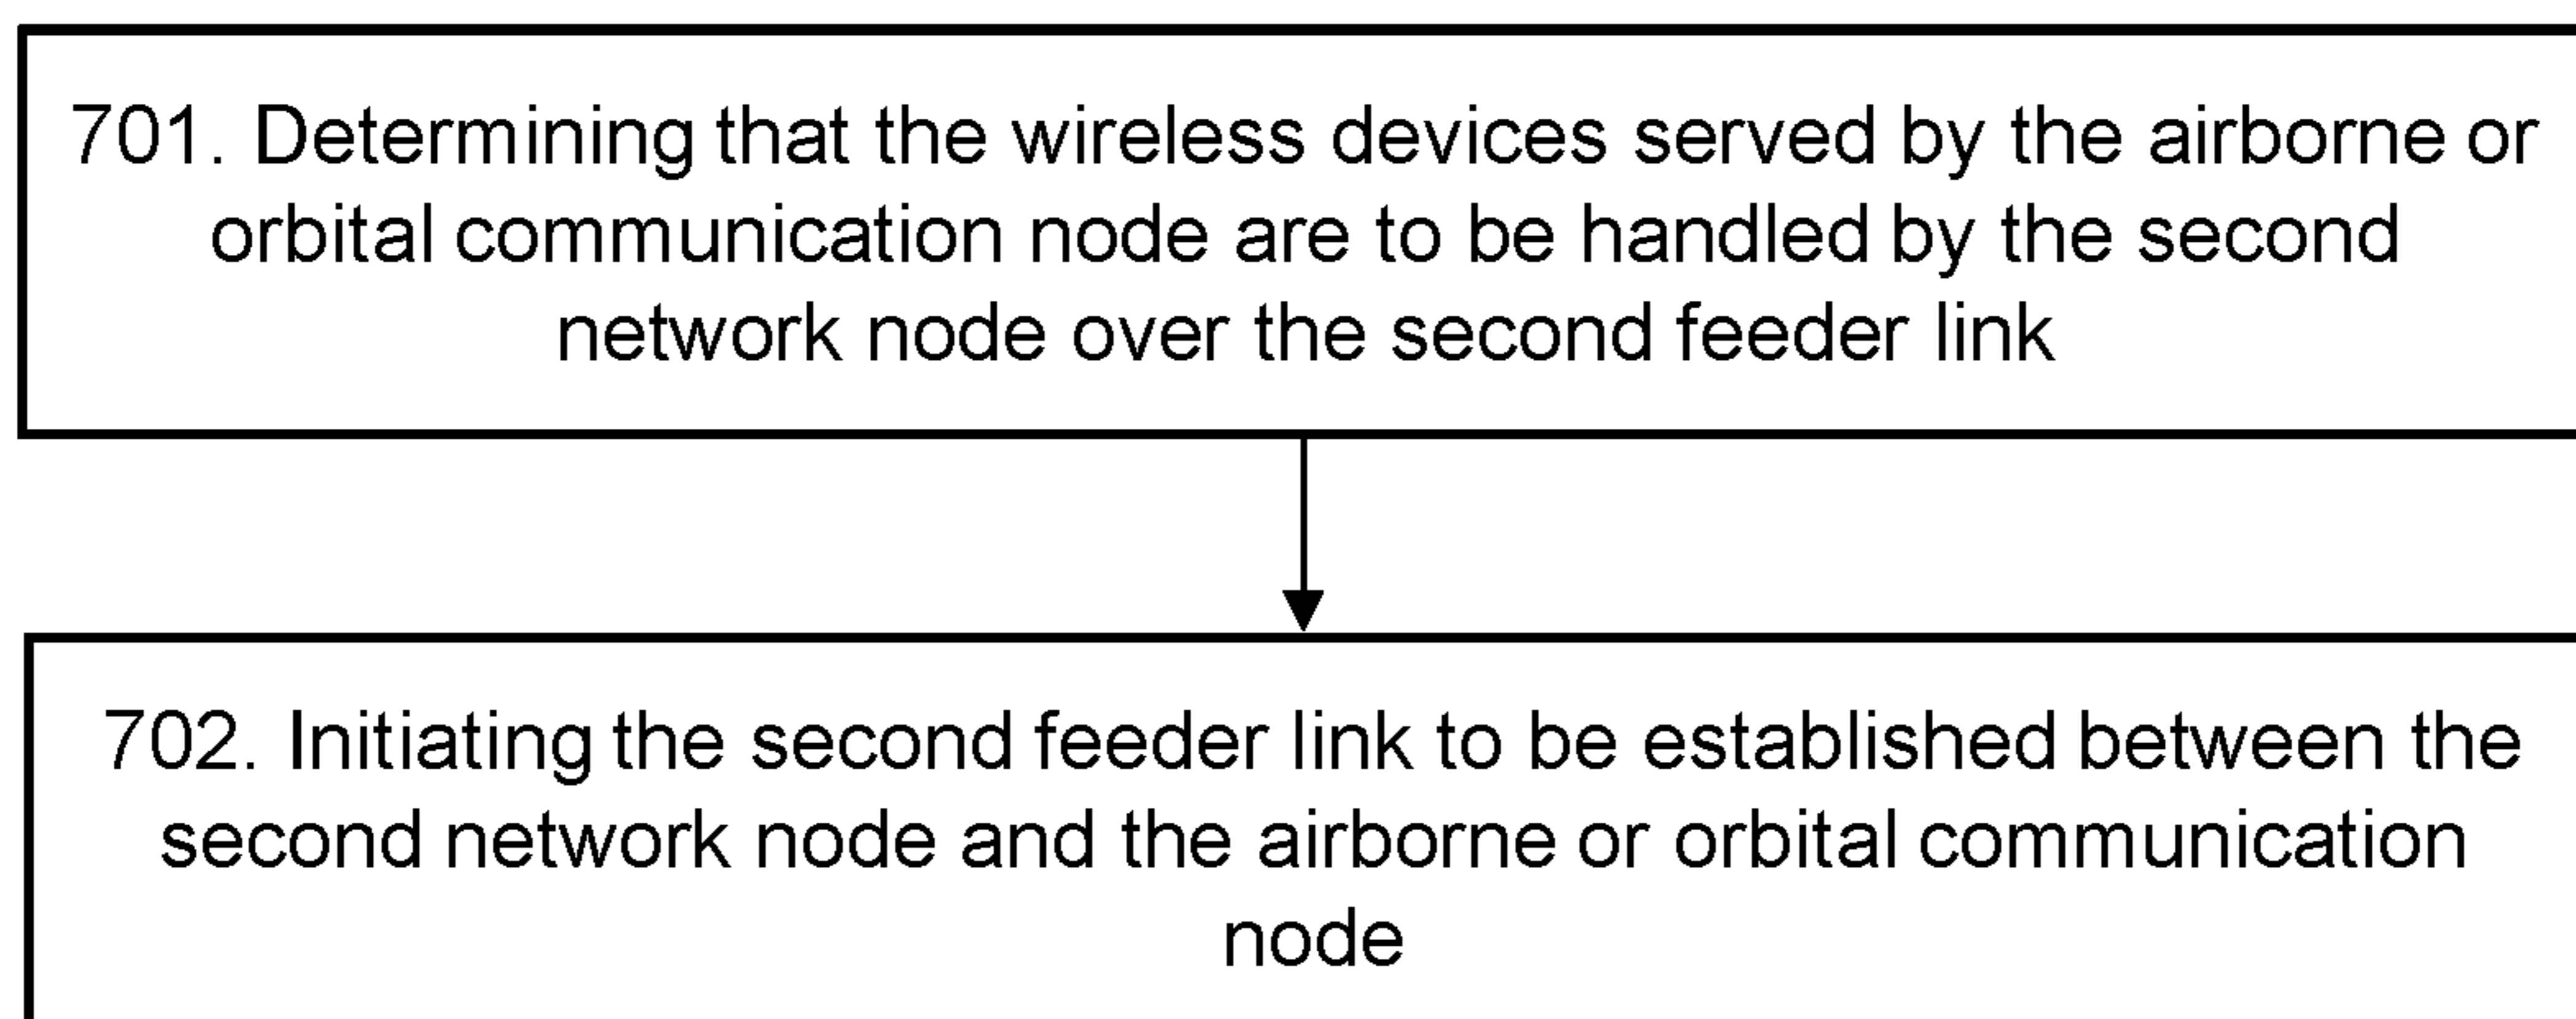 701. Determining that the wireless devices served by the airborne or
orbital communication node are to be handled by the second
network node over the second feeder link
702. Initiating the second feeder link to be established between the
second network node and the airborne or orbital communication
node